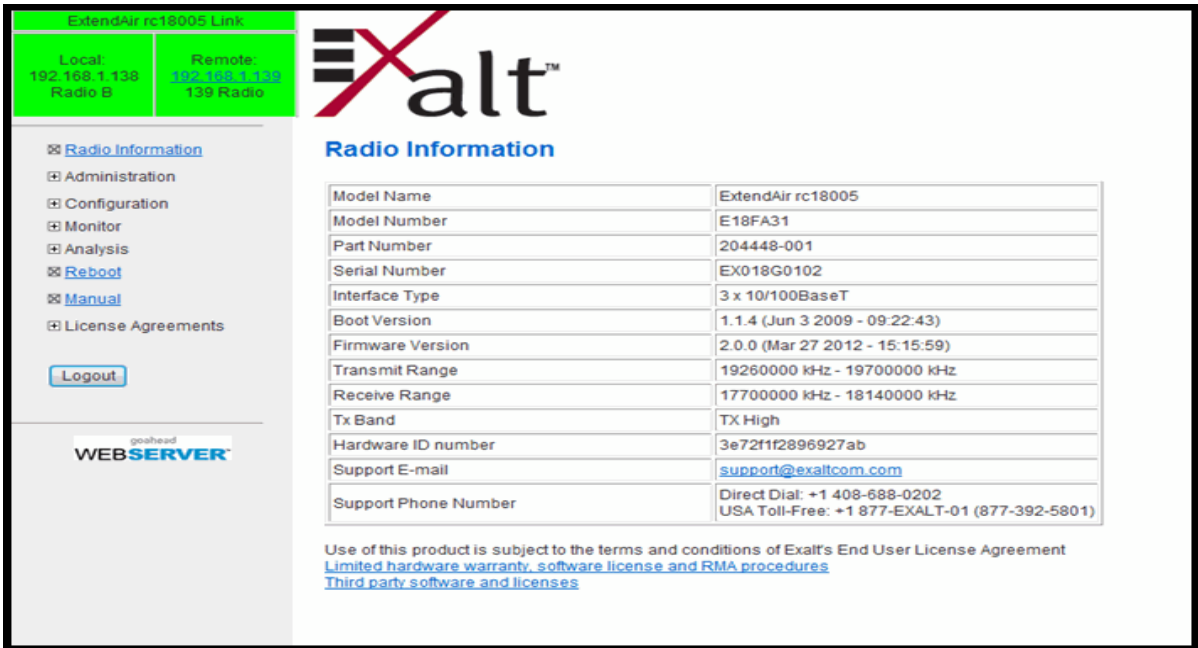 ExtendAir rc18005 Link
Local:
192.168.1.138
Radio B
Remote:
192.168.1.139
139 Radio
Exalt™
Radio Information
Administration
Configuration
Monitor
Analysis
Reboot
Manual
License Agreements
Logout
goahead
WEBSERVER™
Radio Information
Model Name ExtendAir rc18005
Model Number E18FA31
Part Number 204448-001
Serial Number EX018G0102
Interface Type 3 x 10/100BaseT
Boot Version 1.1.4 (Jun 3 2009 - 09:22:43)
Firmware Version 2.0.0 (Mar 27 2012 - 15:15:59)
Transmit Range 19260000 kHz - 19700000 kHz
Receive Range 17700000 kHz - 18140000 kHz
Tx Band TX High
Hardware ID number 3e72f1f2896927ab
Support E-mail support@exaltcom.com
Support Phone Number Direct Dial: +1 408-688-0202
USA Toll-Free: +1 877-EXALT-01 (877-392-5801)
Use of this product is subject to the terms and conditions of Exalt's End User License Agreement
Limited hardware warranty, software license and RMA procedures
Third party software and licenses